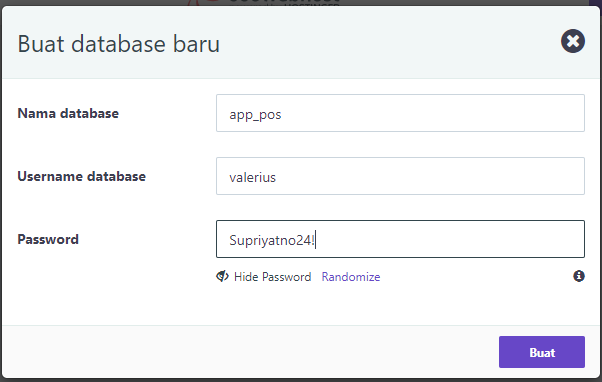 Buat database baru
Nama database
app_pos
Username database
valerius
Password
Supriyatno24!
Hide Password Randomize
Buat